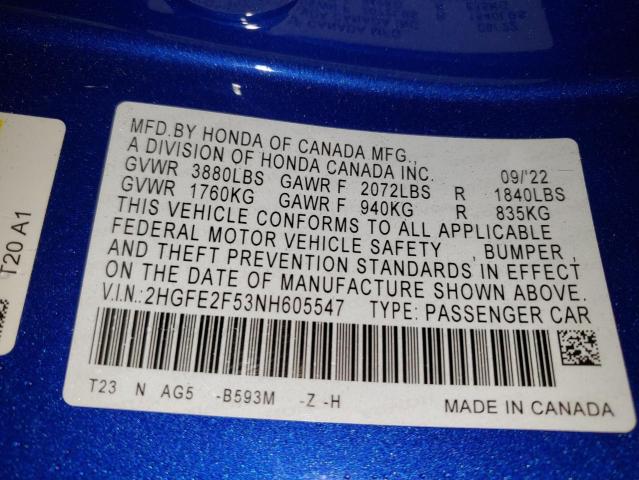 MFD.BY HONDA OF CANADA MFG.,
A DIVISION OF HONDA CANADA INC. 09/'22
GVWR 3880LBS GAWR F 2072LBS R 1840LBS
GVWR 1760KG GAWR F 940KG R 835KG
THIS VEHICLE CONFORMS TO ALL APPLICABLE
FEDERAL MOTOR VEHICLE SAFETY , BUMPER ,
AND THEFT PREVENTION STANDARDS IN EFFECT
ON THE DATE OF MANUFACTURE SHOWN ABOVE.
V.I.N.:2HGFE2F53NH605547 TYPE: PASSENGER CAR
T23 N AG5 -B593M -Z -H MADE IN CANADA
T20 A1